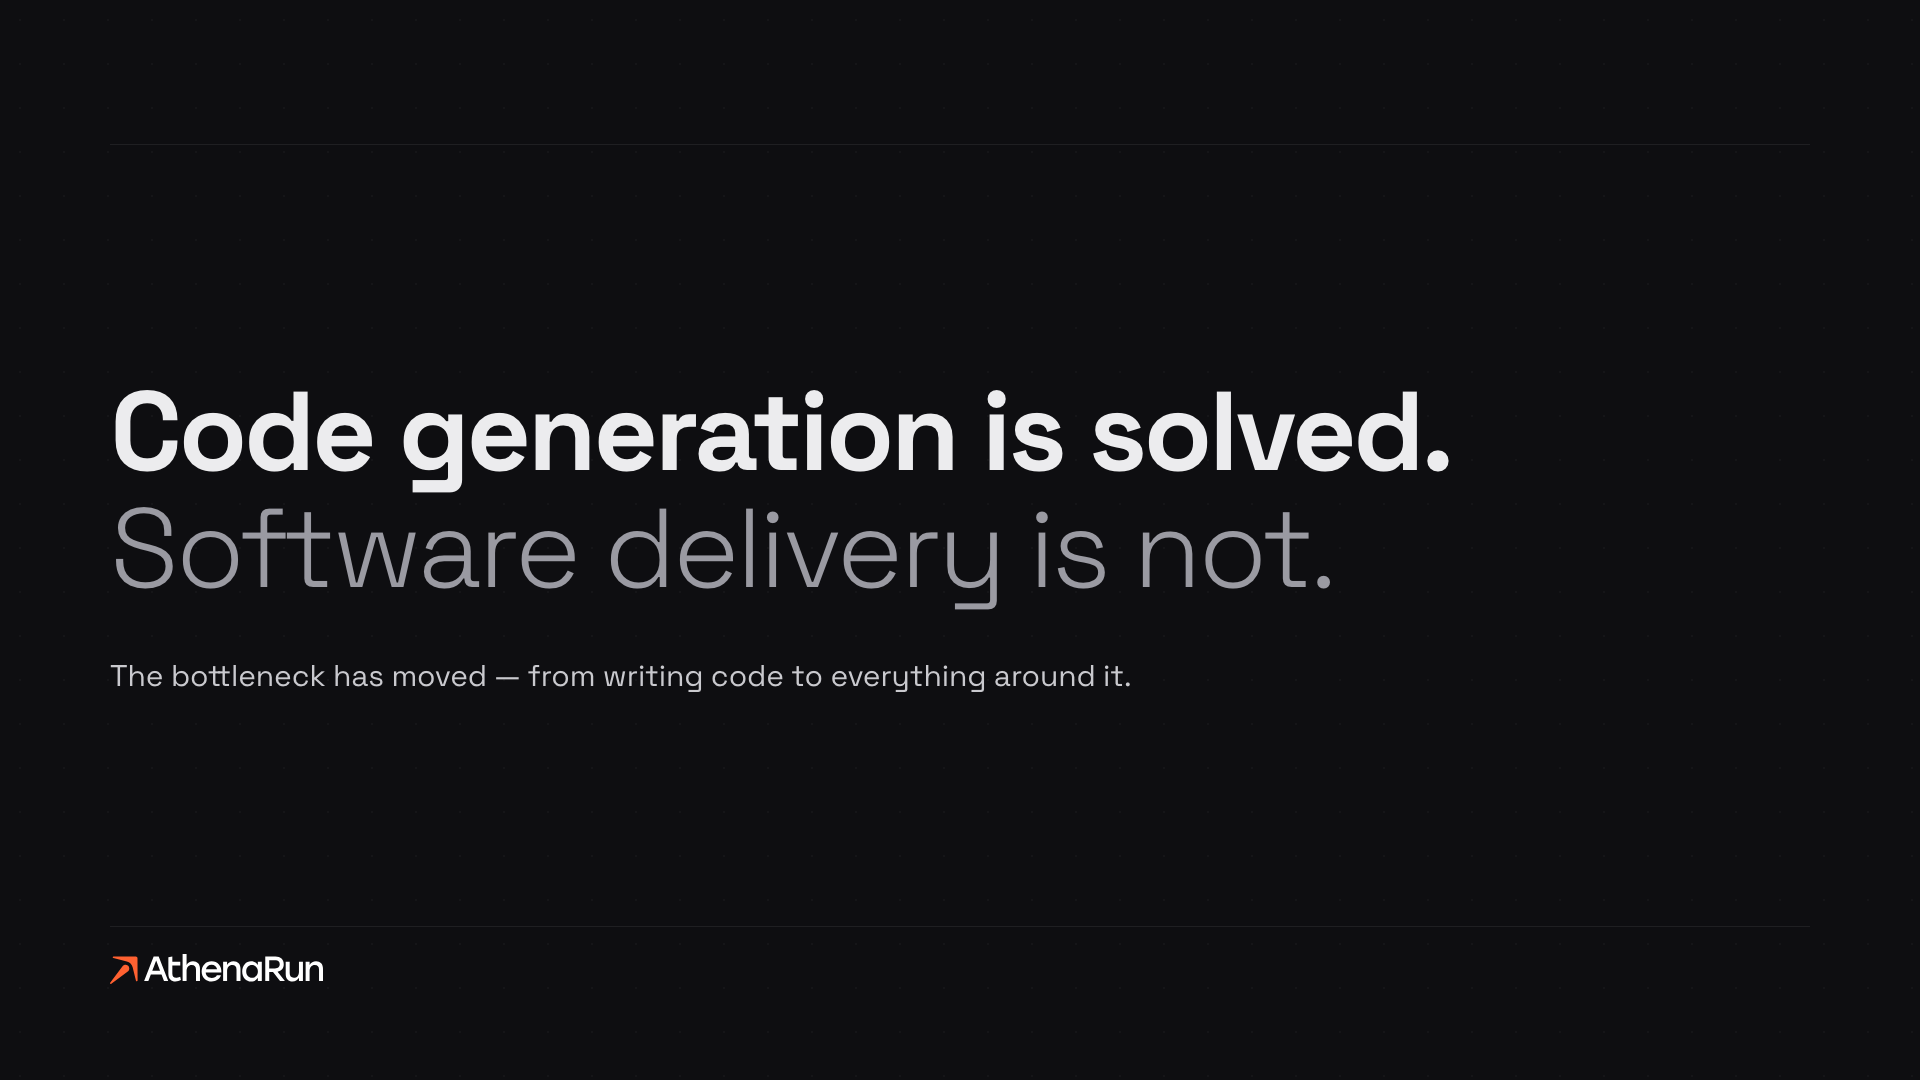 Code generation is solved.
Software delivery is not.
The bottleneck has moved — from writing code to everything around it.
AthenaRun